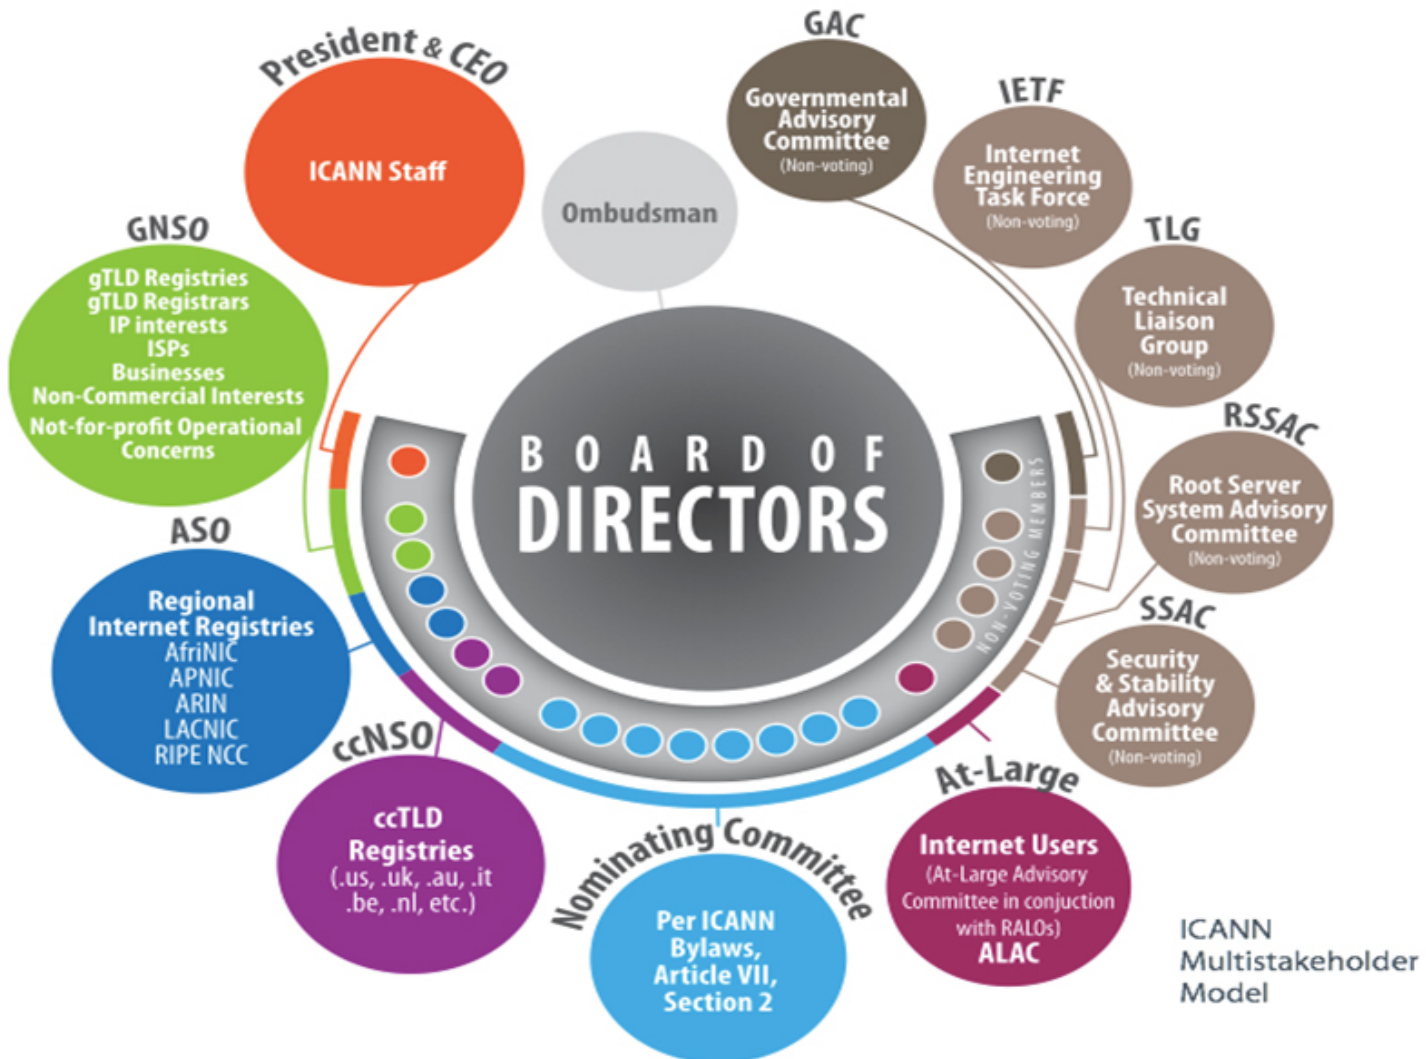 President & CEO
ICANN Staff
Ombudsman
GAC
Governmental
Advisory
Committee
(Non-voting)
IETF
Internet
Engineering
Task Force
(Non-voting)
TLG
Technical
Liaison
Group
(Non-voting)
RSSAC
Root Server
System Advisory
Committee
(Non-voting)
SSAC
Security
& Stability
Advisory
Committee
(Non-voting)
GNSO
gTLD Registries
gTLD Registrars
IP interests
ISPs
Businesses
Non-Commercial Interests
Not-for-profit Operational
Concerns
BOARD OF
DIRECTORS
NON-VOTING MEMBERS
ASO
Regional
Internet Registries
AfriNIC
APNIC
ARIN
LACNIC
RIPE NCC
ccNSO
ccTLD
Registries
(.us, .uk, .au, .it
.be, .nl, etc.)
Nominating Committee
Per ICANN
Bylaws,
Article VII,
Section 2
At-Large
Internet Users
(At-Large Advisory
Committee in conjuction
with RALOs)
ALAC
ICANN
Multistakeholder
Model